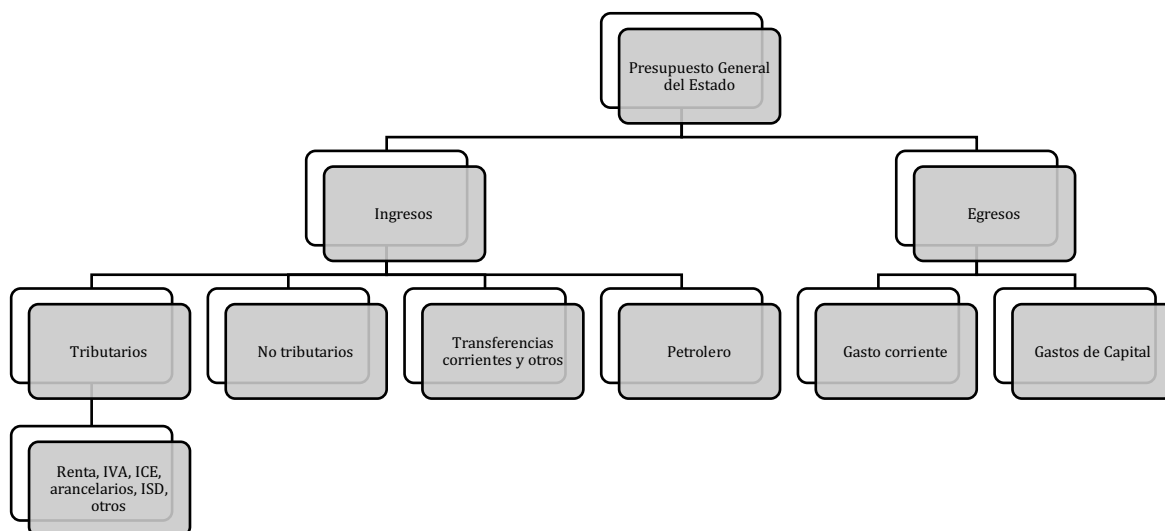 Presupuesto General
del Estado
Ingresos
Egresos
Tributarios
No tributarios
Transferencias
corrientes y otros
Petrolero
Gasto corriente
Gastos de Capital
Renta, IVA, ICE,
arancelarios, ISD,
otros